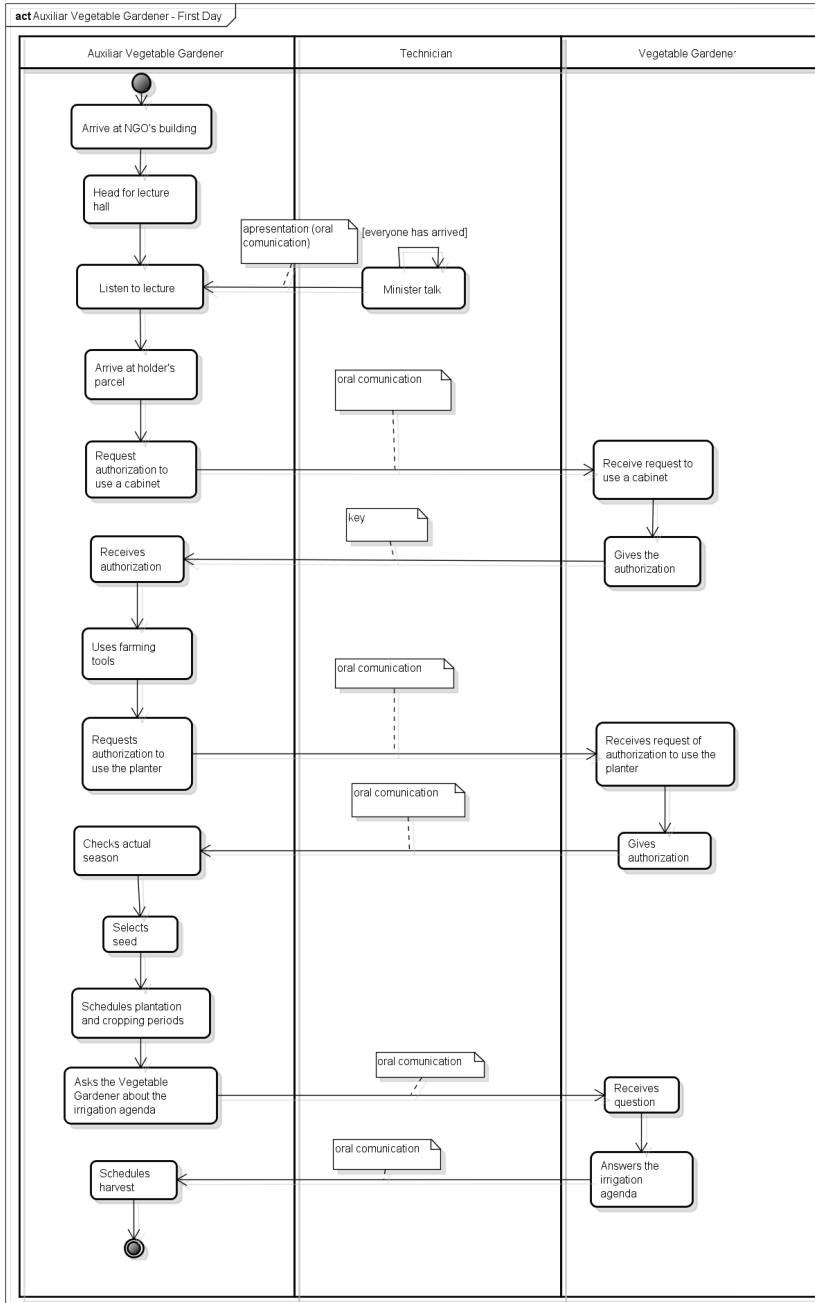 act Auxiliar Vegetable Gardener - First Day
Auxiliary Vegetable Gardener
Technician
Vegetable Gardener
Arrive at NGO's building
Head for lecture
hall
apresentation (oral
comunication)
[everyone has arrived]
Listen to lecture
Minister talk
Arrive at holder's
parcel
oral comunication
Request
authorization to
use a cabinet
Receive request to
use a cabinet
key
Receives
authorization
Gives the
authorization
Uses farming
tools
oral comunication
Requests
authorization to
use the planter
Receives request of
authorization to use the
planter
oral comunication
Checks actual
season
Gives
authorization
Selects
seed
Schedules plantation
and cropping periods
oral comunication
Asks the Vegetable
Gardener about the
irrigation agenda
Receives
question
oral comunication
Schedules
harvest
Answers the
irrigation
agenda